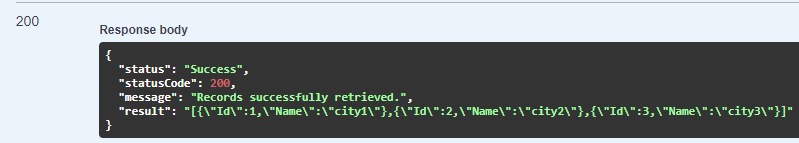 200
Response body
{
  "status": "Success",
  "statusCode": 200,
  "message": "Records successfully retrieved.",
  "result": "[{\"Id\":1,\"Name\":\"city1\"},{\"Id\":2,\"Name\":\"city2\"},{\"Id\":3,\"Name\":\"city3\"}]"
}